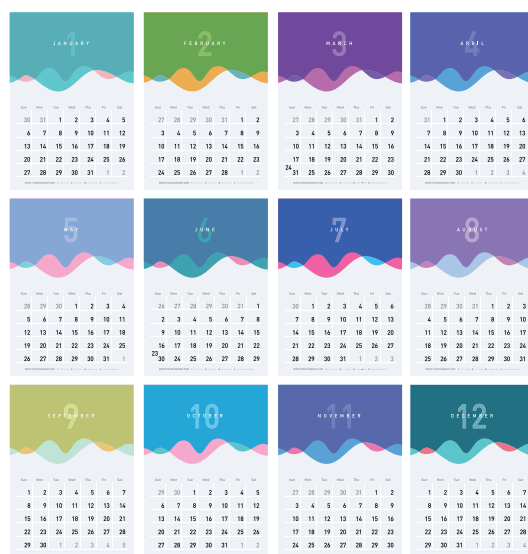 1
JANUARY
Sun Mon Tue Wed Thu Fri Sat
30 31 1 2 3 4 5
6 7 8 9 10 11 12
13 14 15 16 17 18 19
20 21 22 23 24 25 26
27 28 29 30 31 1 2
2
FEBRUARY
Sun Mon Tue Wed Thu Fri Sat
27 28 29 30 31 1 2
3 4 5 6 7 8 9
10 11 12 13 14 15 16
17 18 19 20 21 22 23
24 25 26 27 28 1 2
3
MARCH
Sun Mon Tue Wed Thu Fri Sat
27 28 29 30 31 1 2
3 4 5 6 7 8 9
10 11 12 13 14 15 16
17 18 19 20 21 22 23
24 31 25 26 27 28 29 30
4
APRIL
Sun Mon Tue Wed Thu Fri Sat
31 1 2 3 4 5 6
7 8 9 10 11 12 13
14 15 16 17 18 19 20
21 22 23 24 25 26 27
28 29 30 1 2 3 4
5
MAY
Sun Mon Tue Wed Thu Fri Sat
28 29 30 1 2 3 4
5 6 7 8 9 10 11
12 13 14 15 16 17 18
19 20 21 22 23 24 25
26 27 28 29 30 31 1
6
JUNE
Sun Mon Tue Wed Thu Fri Sat
26 27 28 29 30 31 1
2 3 4 5 6 7 8
9 10 11 12 13 14 15
16 17 18 19 20 21 22
23 30 24 25 26 27 28 29
7
JULY
Sun Mon Tue Wed Thu Fri Sat
30 1 2 3 4 5 6
7 8 9 10 11 12 13
14 15 16 17 18 19 20
21 22 23 24 25 26 27
28 29 30 31 1 2 3
8
AUGUST
Sun Mon Tue Wed Thu Fri Sat
28 29 30 31 1 2 3
4 5 6 7 8 9 10
11 12 13 14 15 16 17
18 19 20 21 22 23 24
25 26 27 28 29 30 31
9
SEPTEMBER
Sun Mon Tue Wed Thu Fri Sat
1 2 3 4 5 6 7
8 9 10 11 12 13 14
15 16 17 18 19 20 21
22 23 24 25 26 27 28
29 30 1 2 3 4 5
10
OCTOBER
Sun Mon Tue Wed Thu Fri Sat
29 30 1 2 3 4 5
6 7 8 9 10 11 12
13 14 15 16 17 18 19
20 21 22 23 24 25 26
27 28 29 30 31 1 2
11
NOVEMBER
Sun Mon Tue Wed Thu Fri Sat
27 28 29 30 31 1 2
3 4 5 6 7 8 9
10 11 12 13 14 15 16
17 18 19 20 21 22 23
24 25 26 27 28 29 30
12
DECEMBER
Sun Mon Tue Wed Thu Fri Sat
1 2 3 4 5 6 7
8 9 10 11 12 13 14
15 16 17 18 19 20 21
22 23 24 25 26 27 28
29 30 31 1 2 3 4